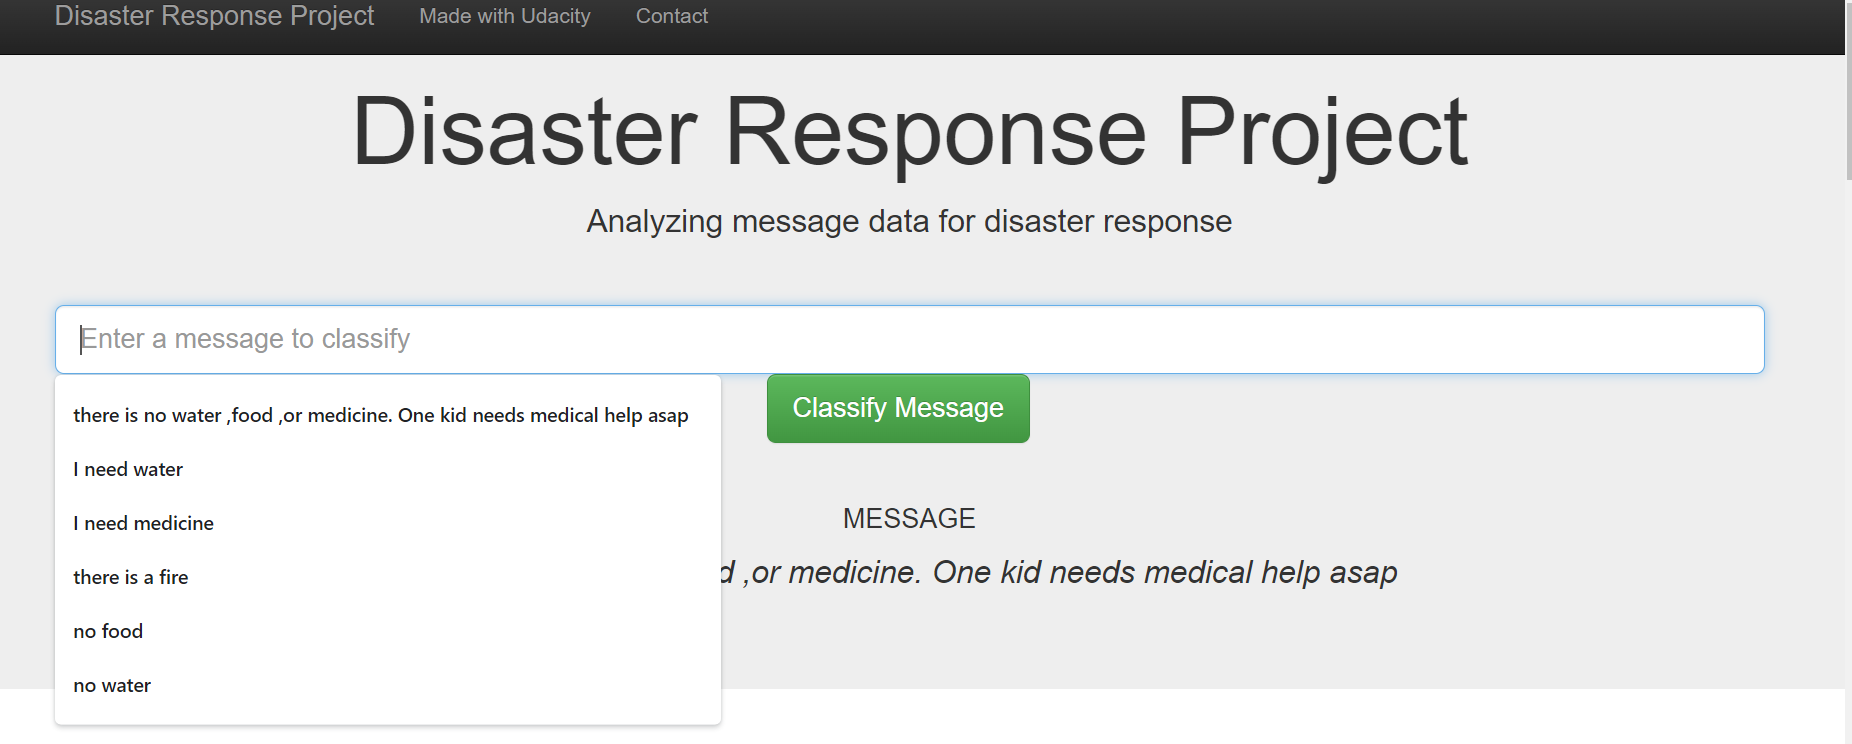 Disaster Response Project Made with Udacity Contact
Disaster Response Project
Analyzing message data for disaster response
Enter a message to classify
there is no water ,food ,or medicine. One kid needs medical help asap
Classify Message
I need water
I need medicine
there is a fire
no food
no water
MESSAGE
,or medicine. One kid needs medical help asap